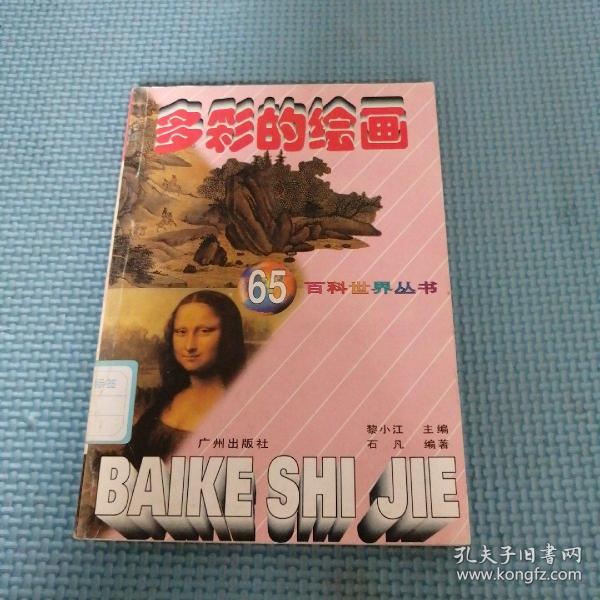 多彩的绘画
65 百科世界丛书
黎小江 主编
广州出版社 石凡 编著
BAIKE SHI JIE
孔夫子旧书网
www.kongfz.com